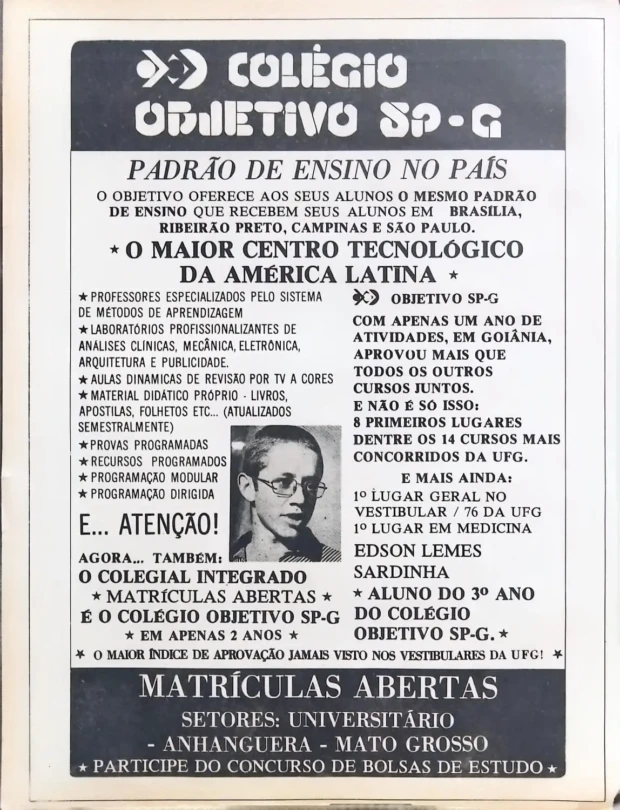 COLÉGIO
OBJETIVO SP-G
PADRÃO DE ENSINO NO PAÍS
O OBJETIVO OFERECE AOS SEUS ALUNOS O MESMO PADRÃO
DE ENSINO QUE RECEBEM SEUS ALUNOS EM BRASÍLIA,
RIBEIRÃO PRETO, CAMPINAS E SÃO PAULO.
★ O MAIOR CENTRO TECNOLÓGICO
DA AMÉRICA LATINA ★
★ PROFESSORES ESPECIALIZADOS PELO SISTEMA
DE MÉTODOS DE APRENDIZAGEM
★ LABORATÓRIOS PROFISSIONALIZANTES DE
ANÁLISES CLÍNICAS, MECÂNICA, ELETRÔNICA,
ARQUITETURA E PUBLICIDADE.
★ AULAS DINAMICAS DE REVISÃO POR TV A CORES
★ MATERIAL DIDÁTICO PRÓPRIO - LIVROS,
APOSTILAS, FOLHETOS ETC... (ATUALIZADOS
SEMESTRALMENTE)
★ PROVAS PROGRAMADAS
★ RECURSOS PROGRAMADOS
★ PROGRAMAÇÃO MODULAR
★ PROGRAMAÇÃO DIRIGIDA
E... ATENÇÃO!
AGORA... TAMBÉM:
O COLEGIAL INTEGRADO
★ MATRÍCULAS ABERTAS ★
É O COLÉGIO OBJETIVO SP-G
★ EM APENAS 2 ANOS ★
OBJETIVO SP-G
COM APENAS UM ANO DE
ATIVIDADES, EM GOIÂNIA,
APROVOU MAIS QUE
TODOS OS OUTROS
CURSOS JUNTOS.
E NÃO É SÓ ISSO:
8 PRIMEIROS LUGARES
DENTRE OS 14 CURSOS MAIS
CONCORRIDOS DA UFG.
E MAIS AINDA:
1º LUGAR GERAL NO
VESTIBULAR / 76 DA UFG
1º LUGAR EM MEDICINA
EDSON LEMES
SARDINHA
★ ALUNO DO 3º ANO
DO COLÉGIO
OBJETIVO SP-G. ★
★ O MAIOR ÍNDICE DE APROVAÇÃO JAMAIS VISTO NOS VESTIBULARES DA UFG! ★
MATRÍCULAS ABERTAS
SETORES: UNIVERSITÁRIO
- ANHANGUERA - MATO GROSSO
★ PARTICIPE DO CONCURSO DE BOLSAS DE ESTUDO ★